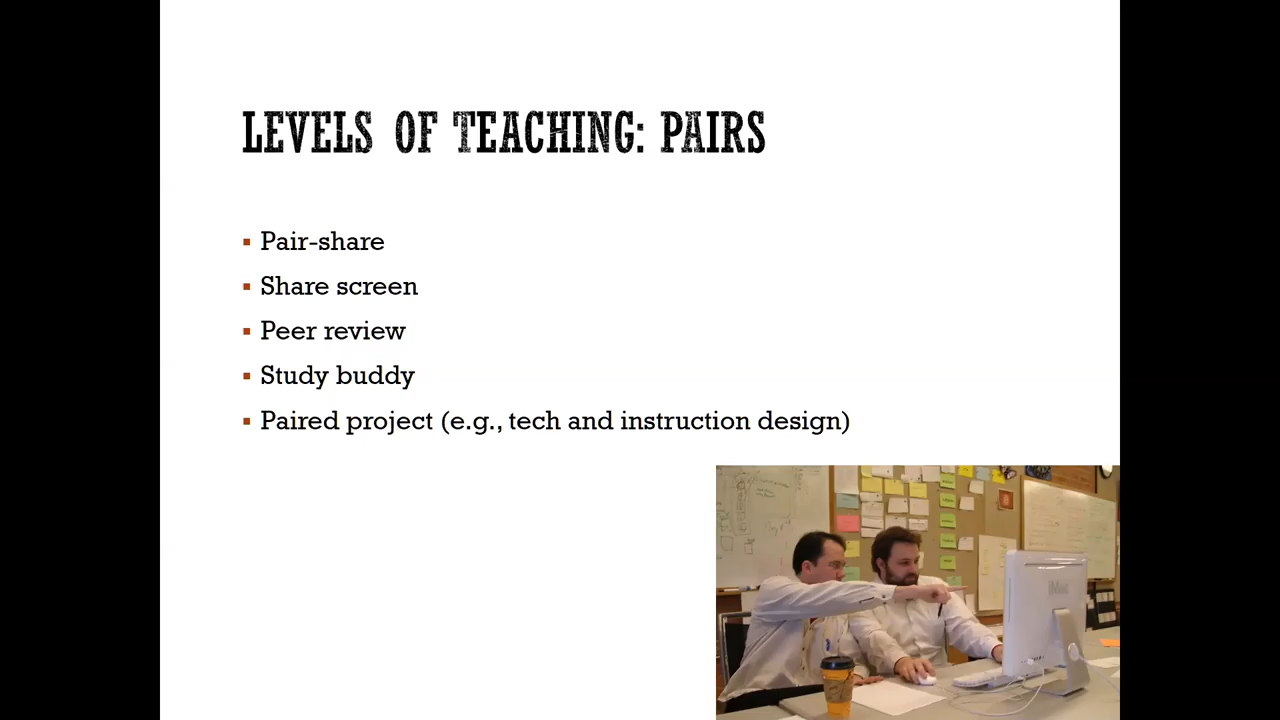 LEVELS OF TEACHING: PAIRS
▪ Pair-share
▪ Share screen
▪ Peer review
▪ Study buddy
▪ Paired project (e.g., tech and instruction design)